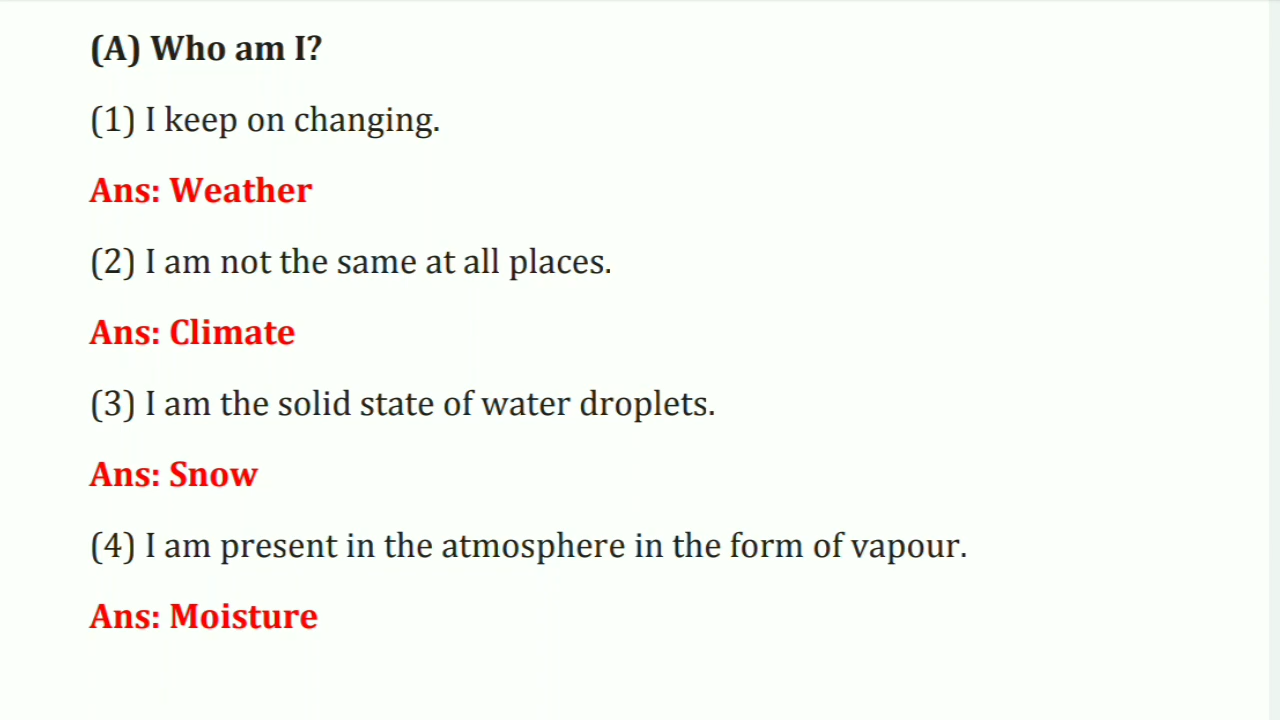 (A) Who am I?
(1) I keep on changing.
Ans: Weather
(2) I am not the same at all places.
Ans: Climate
(3) I am the solid state of water droplets.
Ans: Snow
(4) I am present in the atmosphere in the form of vapour.
Ans: Moisture